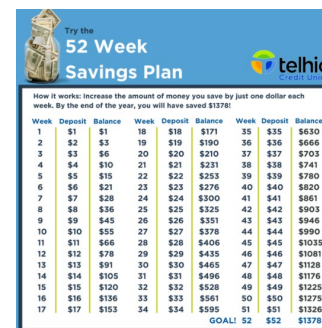 Try the
52 Week
Savings Plan
Credit
How it works: Increase the amount of money you save by just one dollar each
week. By the end of the year, you will have saved $1378!
Week Deposit Balance Week Deposit Balance Week Deposit Balance
1 $1 $1 18 $18 $171 35 $35 $630
2 $2 $3 19 $19 $190 36 $36 $666
3 $3 $6 20 $20 $210 37 $37 $703
4 $4 $10 21 $21 $231 38 $38 $741
5 $5 $15 22 $22 $253 39 $39 $780
6 $6 $21 23 $23 $276 40 $40 $820
7 $7 $28 24 $24 $300 41 $41 $861
8 $8 $36 25 $25 $325 42 $42 $903
9 $9 $45 26 $26 $351 43 $43 $946
10 $10 $55 27 $27 $378 44 $44 $990
11 $11 $66 28 $28 $406 45 $45 $1035
12 $12 $78 29 $29 $435 46 $46 $1081
13 $13 $91 30 $30 $465 47 $47 $1128
14 $14 $105 31 $31 $496 48 $48 $1176
15 $15 $120 32 $32 $528 49 $49 $1225
16 $16 $136 33 $33 $561 50 $50 $1275
17 $17 $153 34 $34 $595 51 $51 $1326
GOAL! 52 $52 $1378